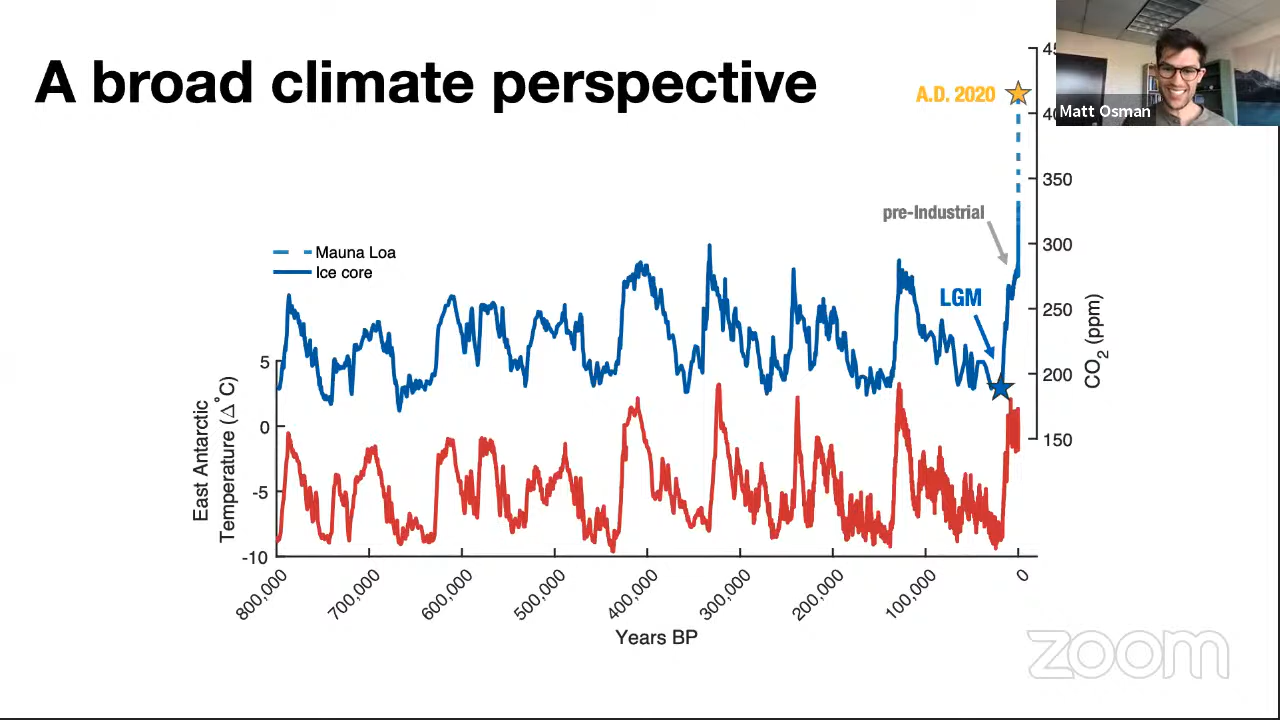 A broad climate perspective
A.D. 2020
Matt Osman
350
pre-Industrial
Mauna Loa
Ice core
300
LGM
250
CO2 (ppm)
200
150
5
0
-5
-10
East Antarctic
Temperature (Δ˚C)
800,000
700,000
600,000
500,000
400,000
300,000
200,000
100,000
0
Years BP
zoom